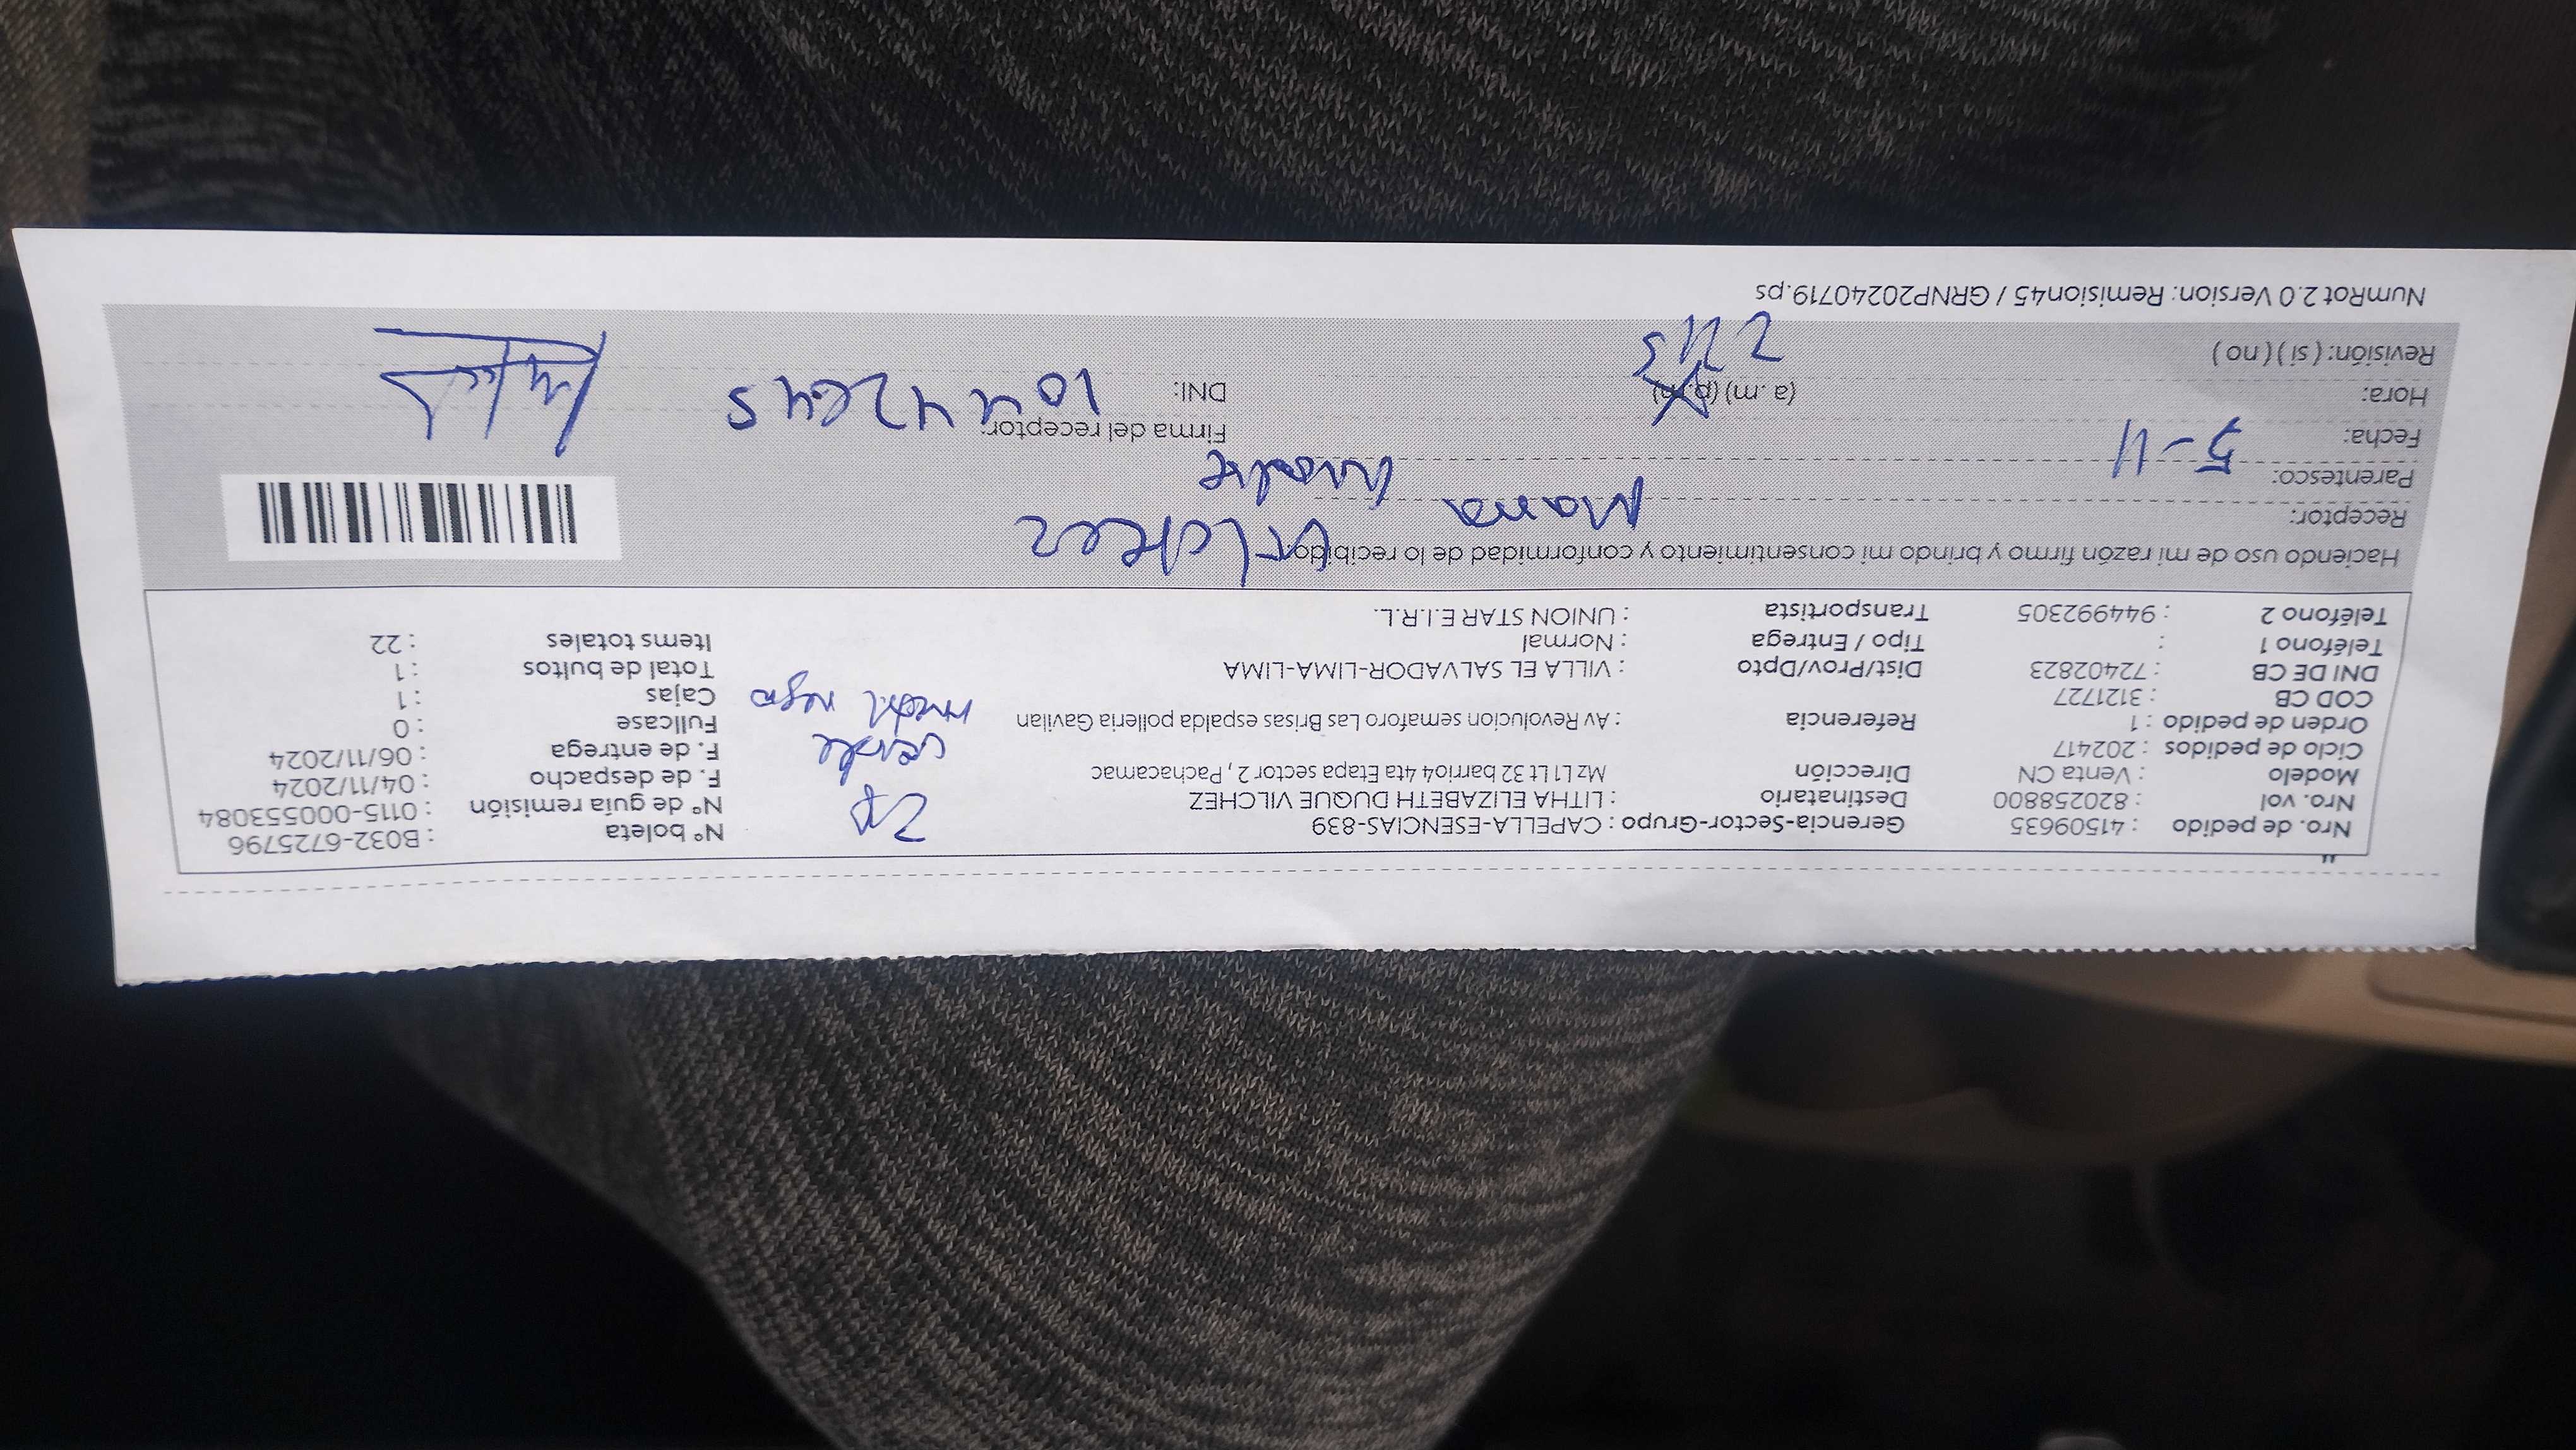 Nro. de pedido : 41509635 Gerencia-Sector-Grupo : CAPELLA-ESENCIAS-839 N° boleta : B032-6725796
Nro. vol : 820258800 Destinatario : LITHA ELIZABETH DUQUE VILCHEZ N° de guía remisión : 0115-000553084
Modelo : Venta CN Dirección Mz L1 Lt 32 barrio4 4ta Etapa sector 2, Pachacamac F. de despacho : 04/11/2024
Ciclo de pedidos : 202417 F. de entrega : 06/11/2024
Orden de pedido : 1 Referencia : Av Revolucion semaforo Las Brisas espalda polleria Gavilan Fullcase : 0
COD CB : 3121727 Cajas : 1
DNI DE CB : 72402823 Dist/Prov/Dpto : VILLA EL SALVADOR-LIMA-LIMA Total de bultos : 1
Teléfono 1 : Tipo / Entrega : Normal Items totales : 22
Teléfono 2 : 944992305 Transportista : UNION STAR E.I.R.L.
2p
negro
Haciendo uso de mi razón firmo y brindo mi consentimiento y conformidad de lo recibido.
Receptor: Maria Vilchez
Parentesco: Madre
Fecha: 5-11 Firma del receptor:
Hora: (a.m) (p.m) DNI:
Revisión: ( si ) ( no )
NumRot 2.0 Version: Remision45 / GRNP20240719.ps